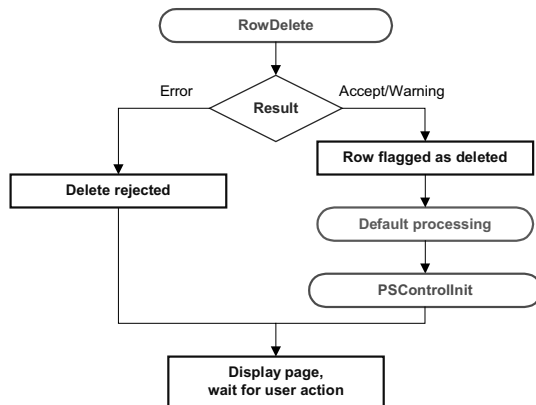 RowDelete
Error
Accept/Warning
Result
Row flagged as deleted
Delete rejected
Default processing
PSControlInit
Display page,
wait for user action